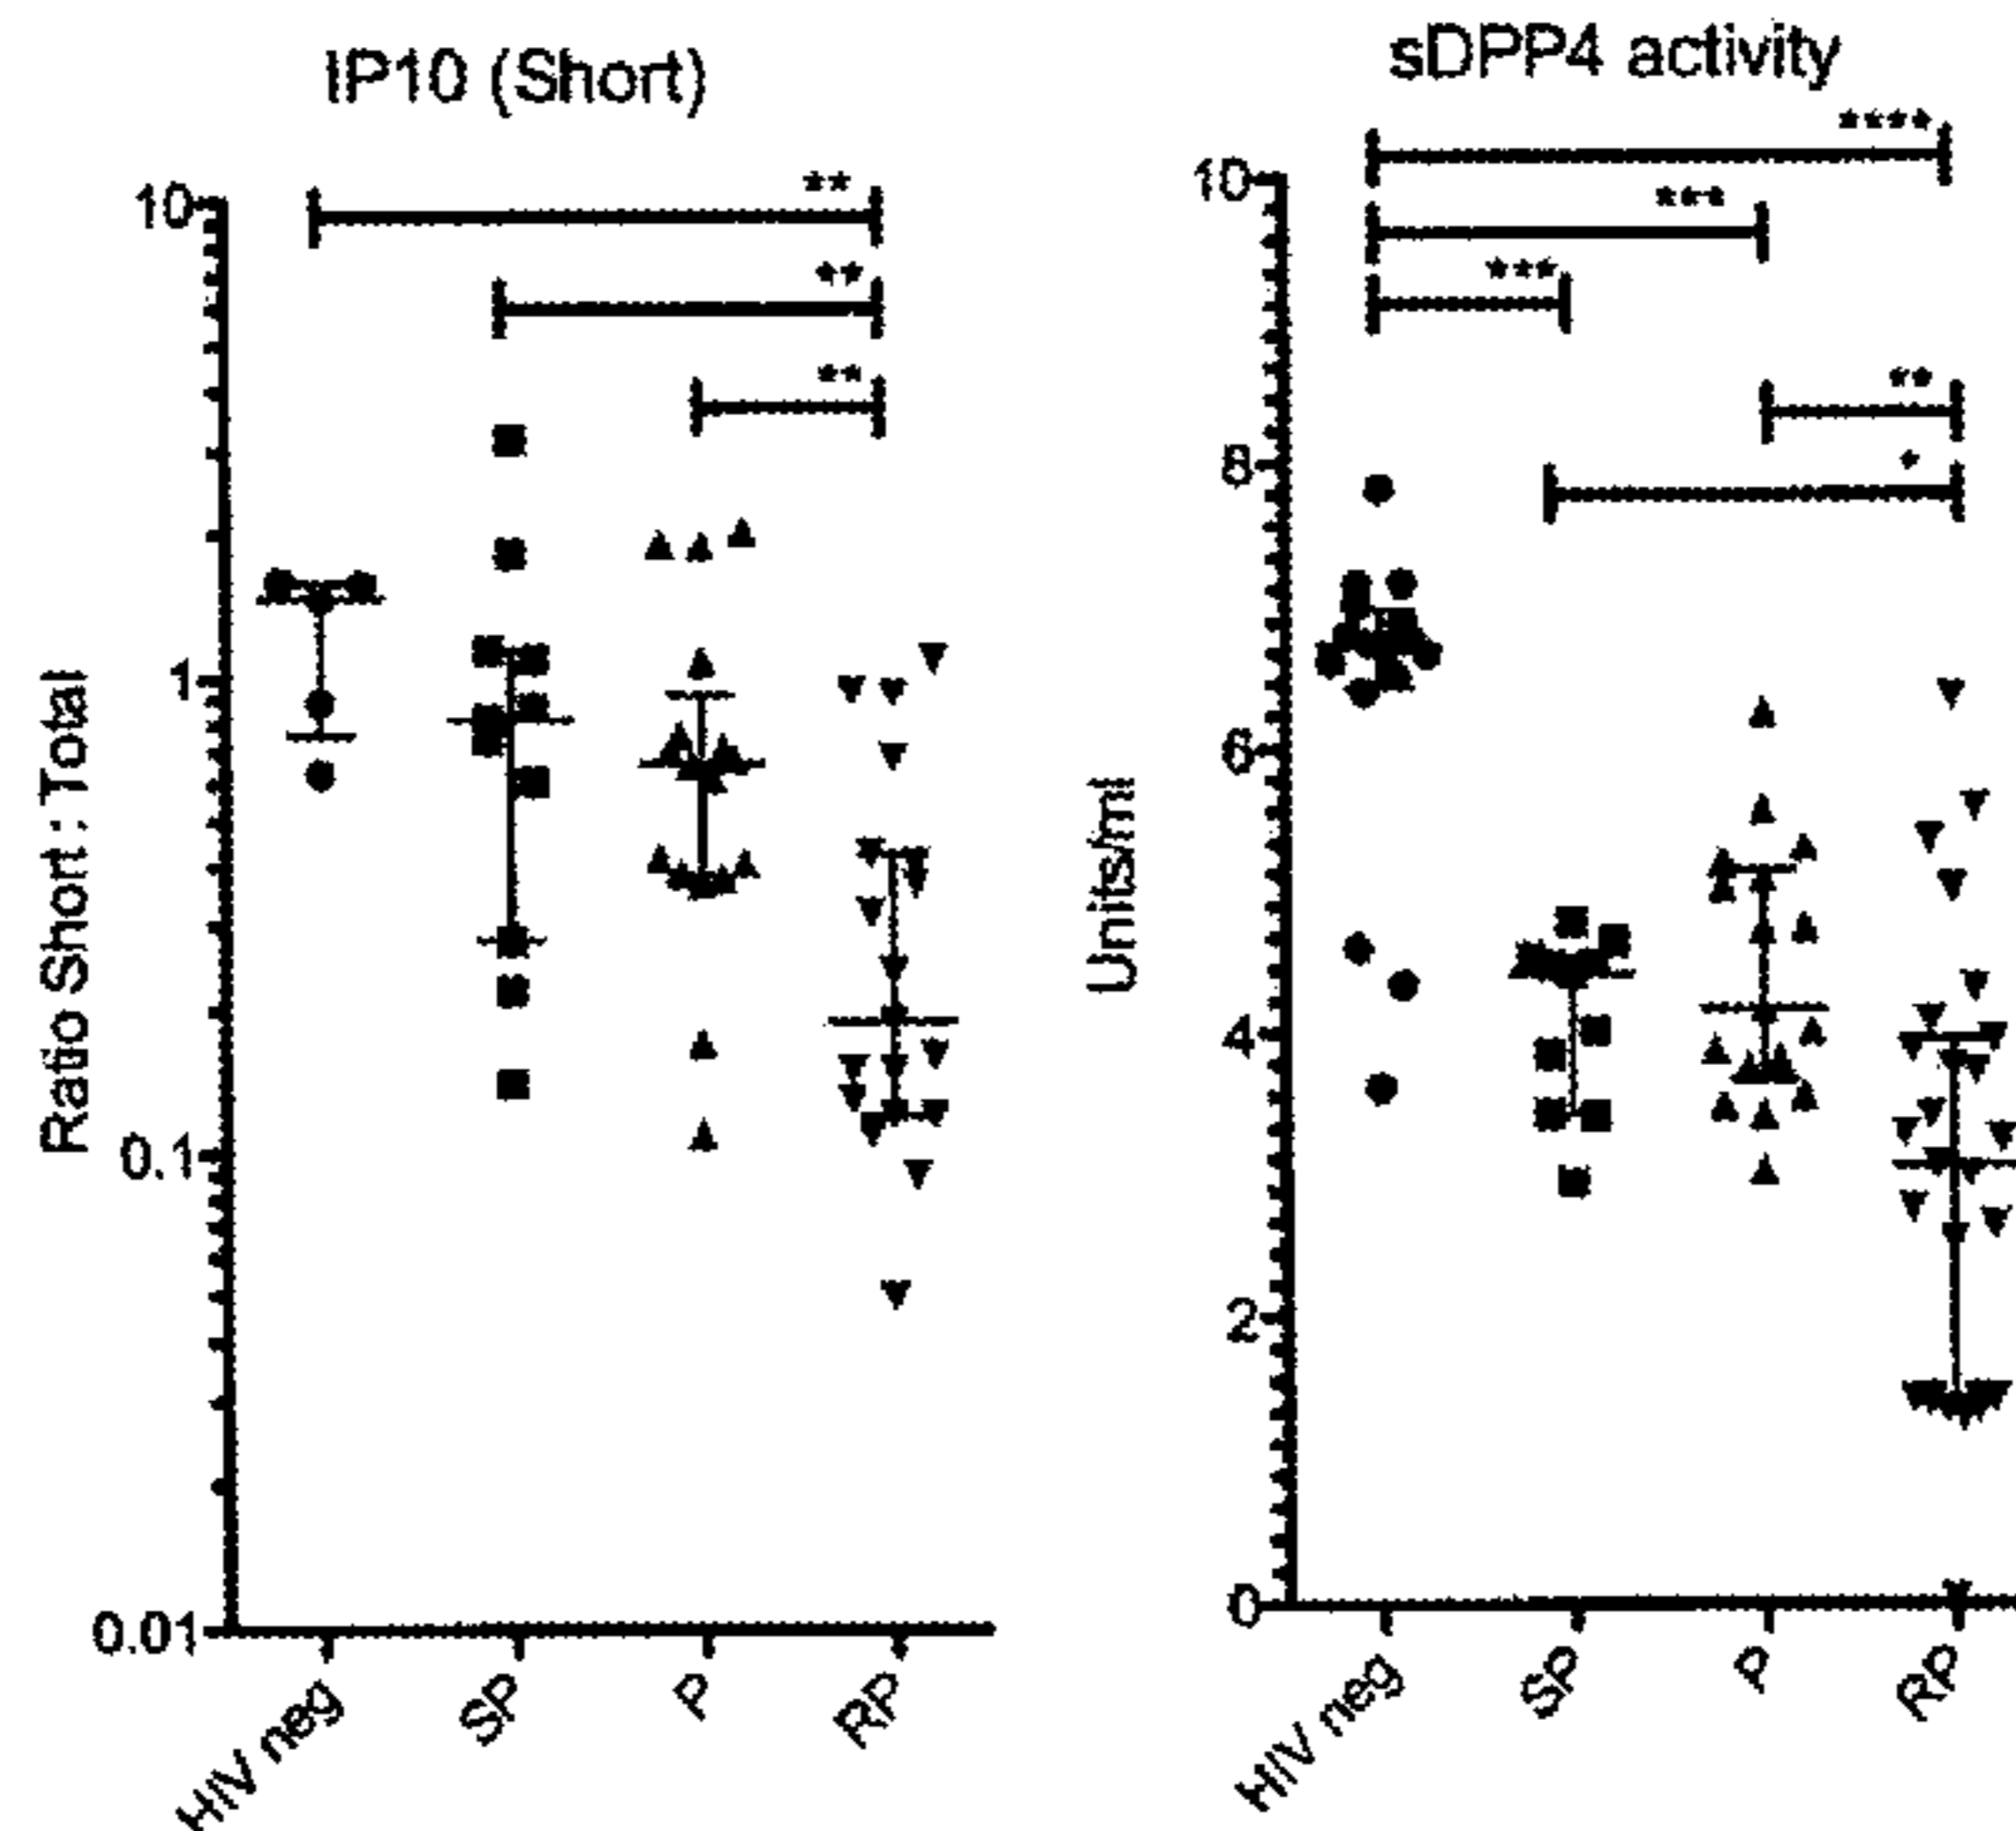 IP10 (Short)
**
**
**
10
1
0.1
0.01
Ratio Short : Total
HIV neg
SP
P
RP
sDPP4 activity
****
***
***
**
*
10
8
6
4
2
0
Units/ml
HIV neg
SP
P
RP